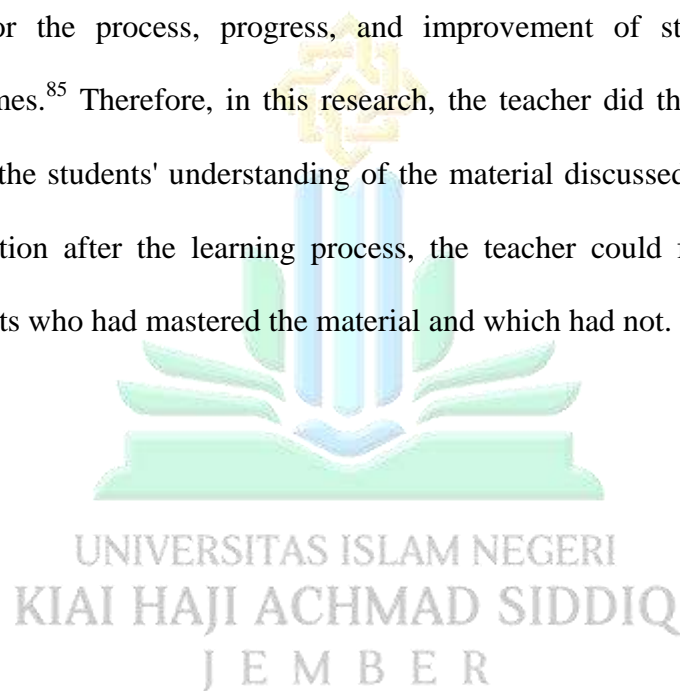 or the process, progress, and improvement of st
nes.85 Therefore, in this research, the teacher did th
the students' understanding of the material discussed
tion after the learning process, the teacher could
ts who had mastered the material and which had not.
UNIVERSITAS ISLAM NEGERI
KIAI HAJI ACHMAD SIDDIQ
JEMBER